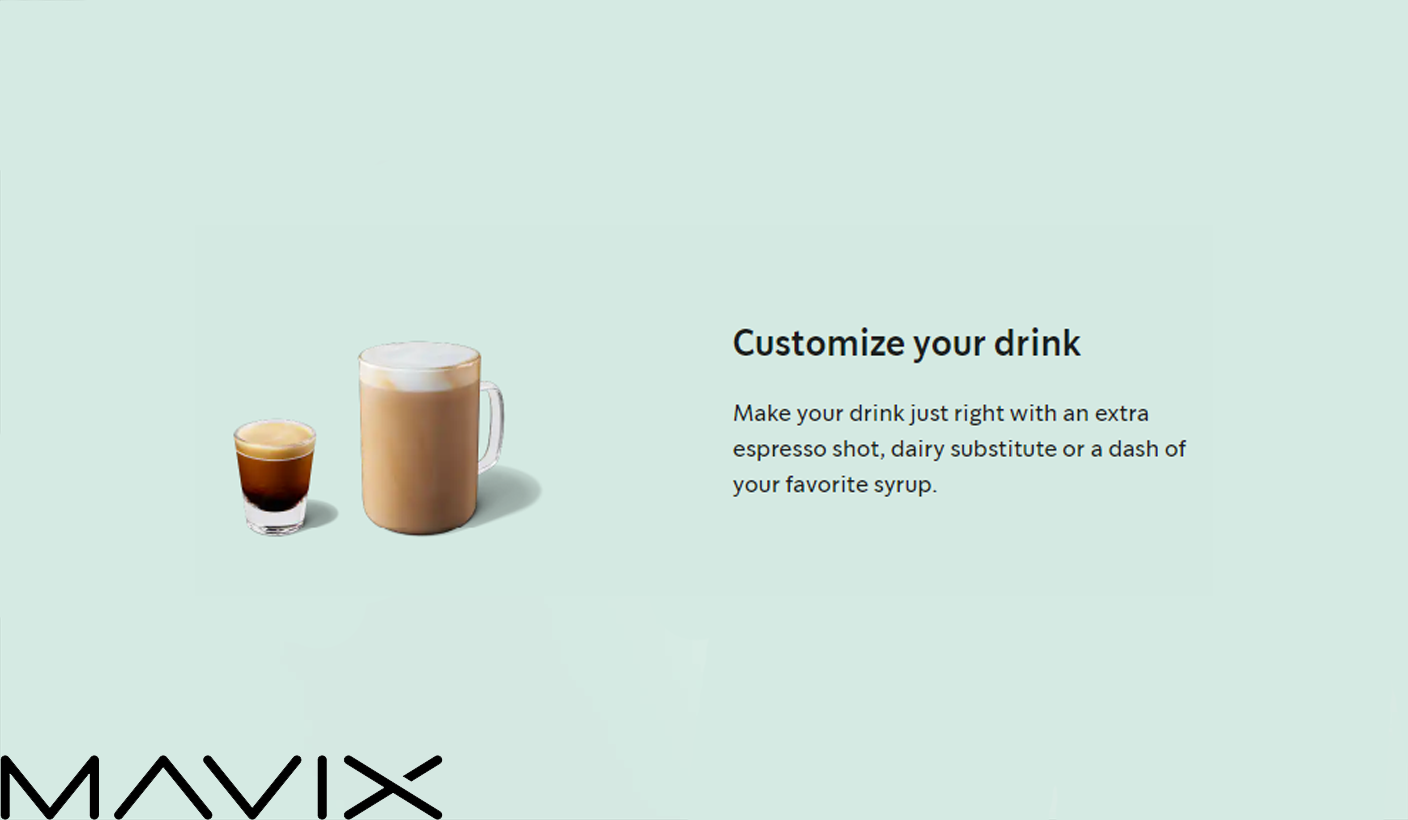 Customize your drink
Make your drink just right with an extra
espresso shot, dairy substitute or a dash of
your favorite syrup.
MAVIX